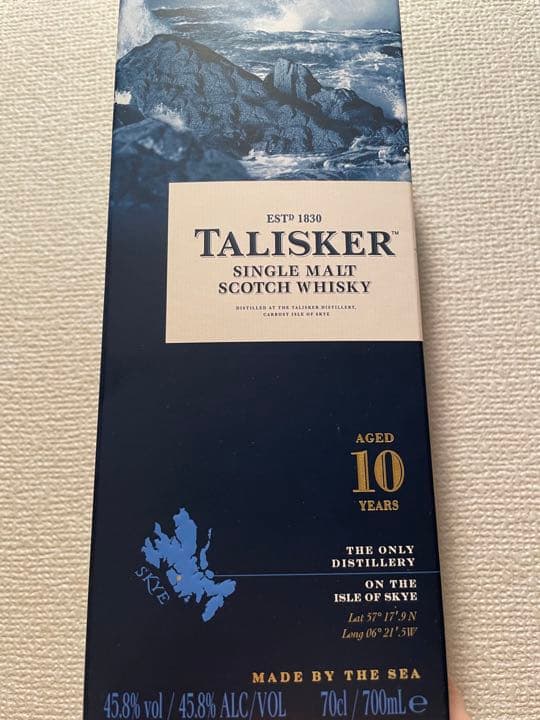 ESTD 1830
TALISKER™
SINGLE MALT
SCOTCH WHISKY
DISTILLED AT THE TALISKER DISTILLERY,
CARBOST ISLE OF SKYE
AGED
10
YEARS
THE ONLY
DISTILLERY
ON THE
ISLE OF SKYE
SKYE
Lat 57° 17'.9 N
Long 06° 21'.5W
MADE BY THE SEA
45.8% vol / 45.8% ALC/VOL 70cl / 700mL ℮